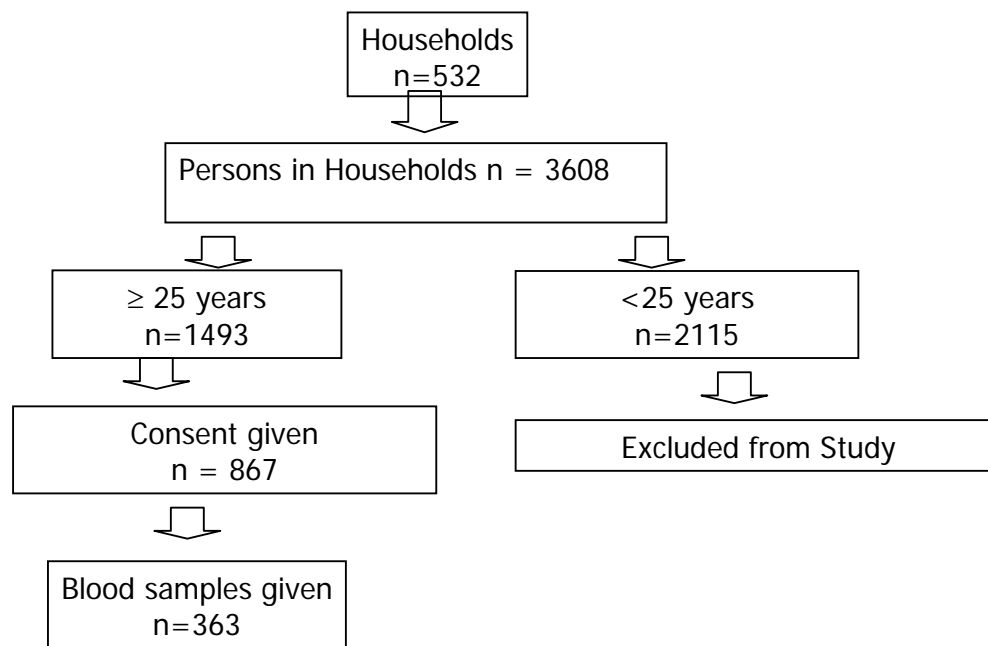 Households
n=532
Persons in Households n = 3608
≥ 25 years
n=1493
<25 years
n=2115
Consent given
n = 867
Excluded from Study
Blood samples given
n=363